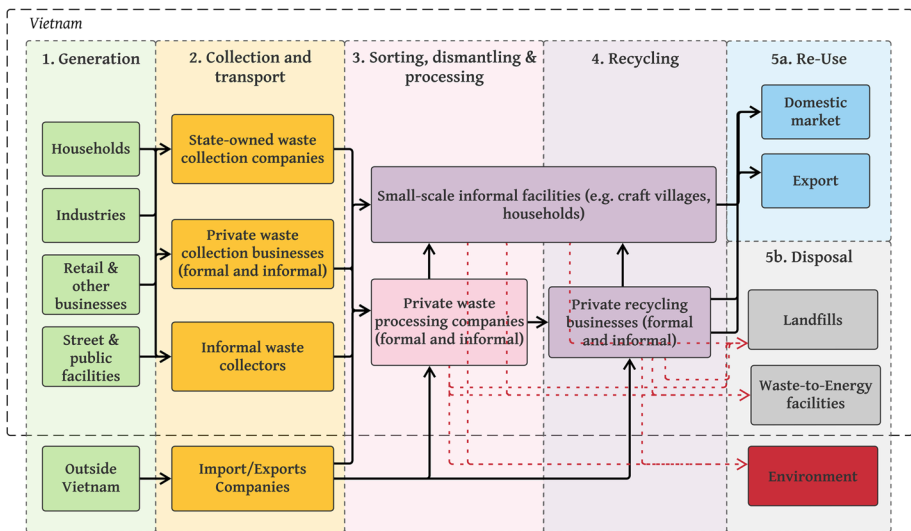 Vietnam
1. Generation
2. Collection and
transport
3. Sorting, dismantling &
processing
4. Recycling
5a. Re-Use
Households
Industries
Retail &
other
businesses
Street &
public
facilities
Outside
Vietnam
State-owned waste
collection companies
Private waste
collection businesses
(formal and informal)
Informal waste
collectors
Import/Exports
Companies
Small-scale informal facilities (e.g. craft villages,
households)
Private waste
processing companies
(formal and informal)
Private recycling
businesses (formal
and informal)
Domestic
market
Export
5b. Disposal
Landfills
Waste-to-Energy
facilities
Environment